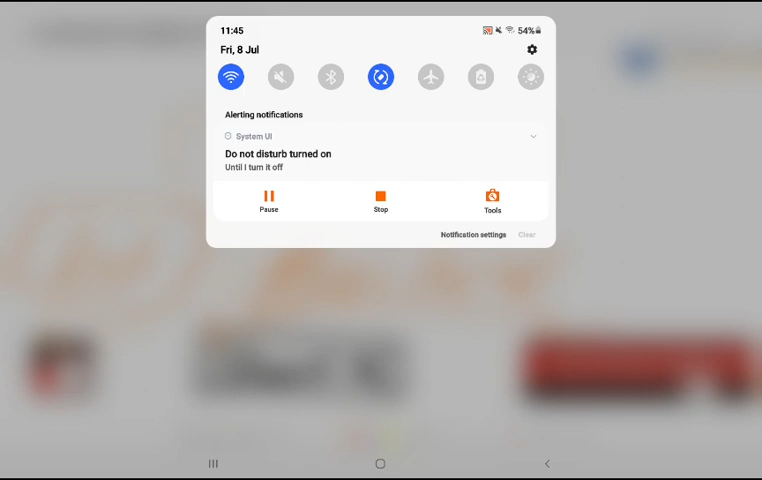 11:45
54%
Fri, 8 Jul
Alerting notifications
System UI
Do not disturb turned on
Until I turn it off
Pause
Stop
Tools
Notification settings
Clear